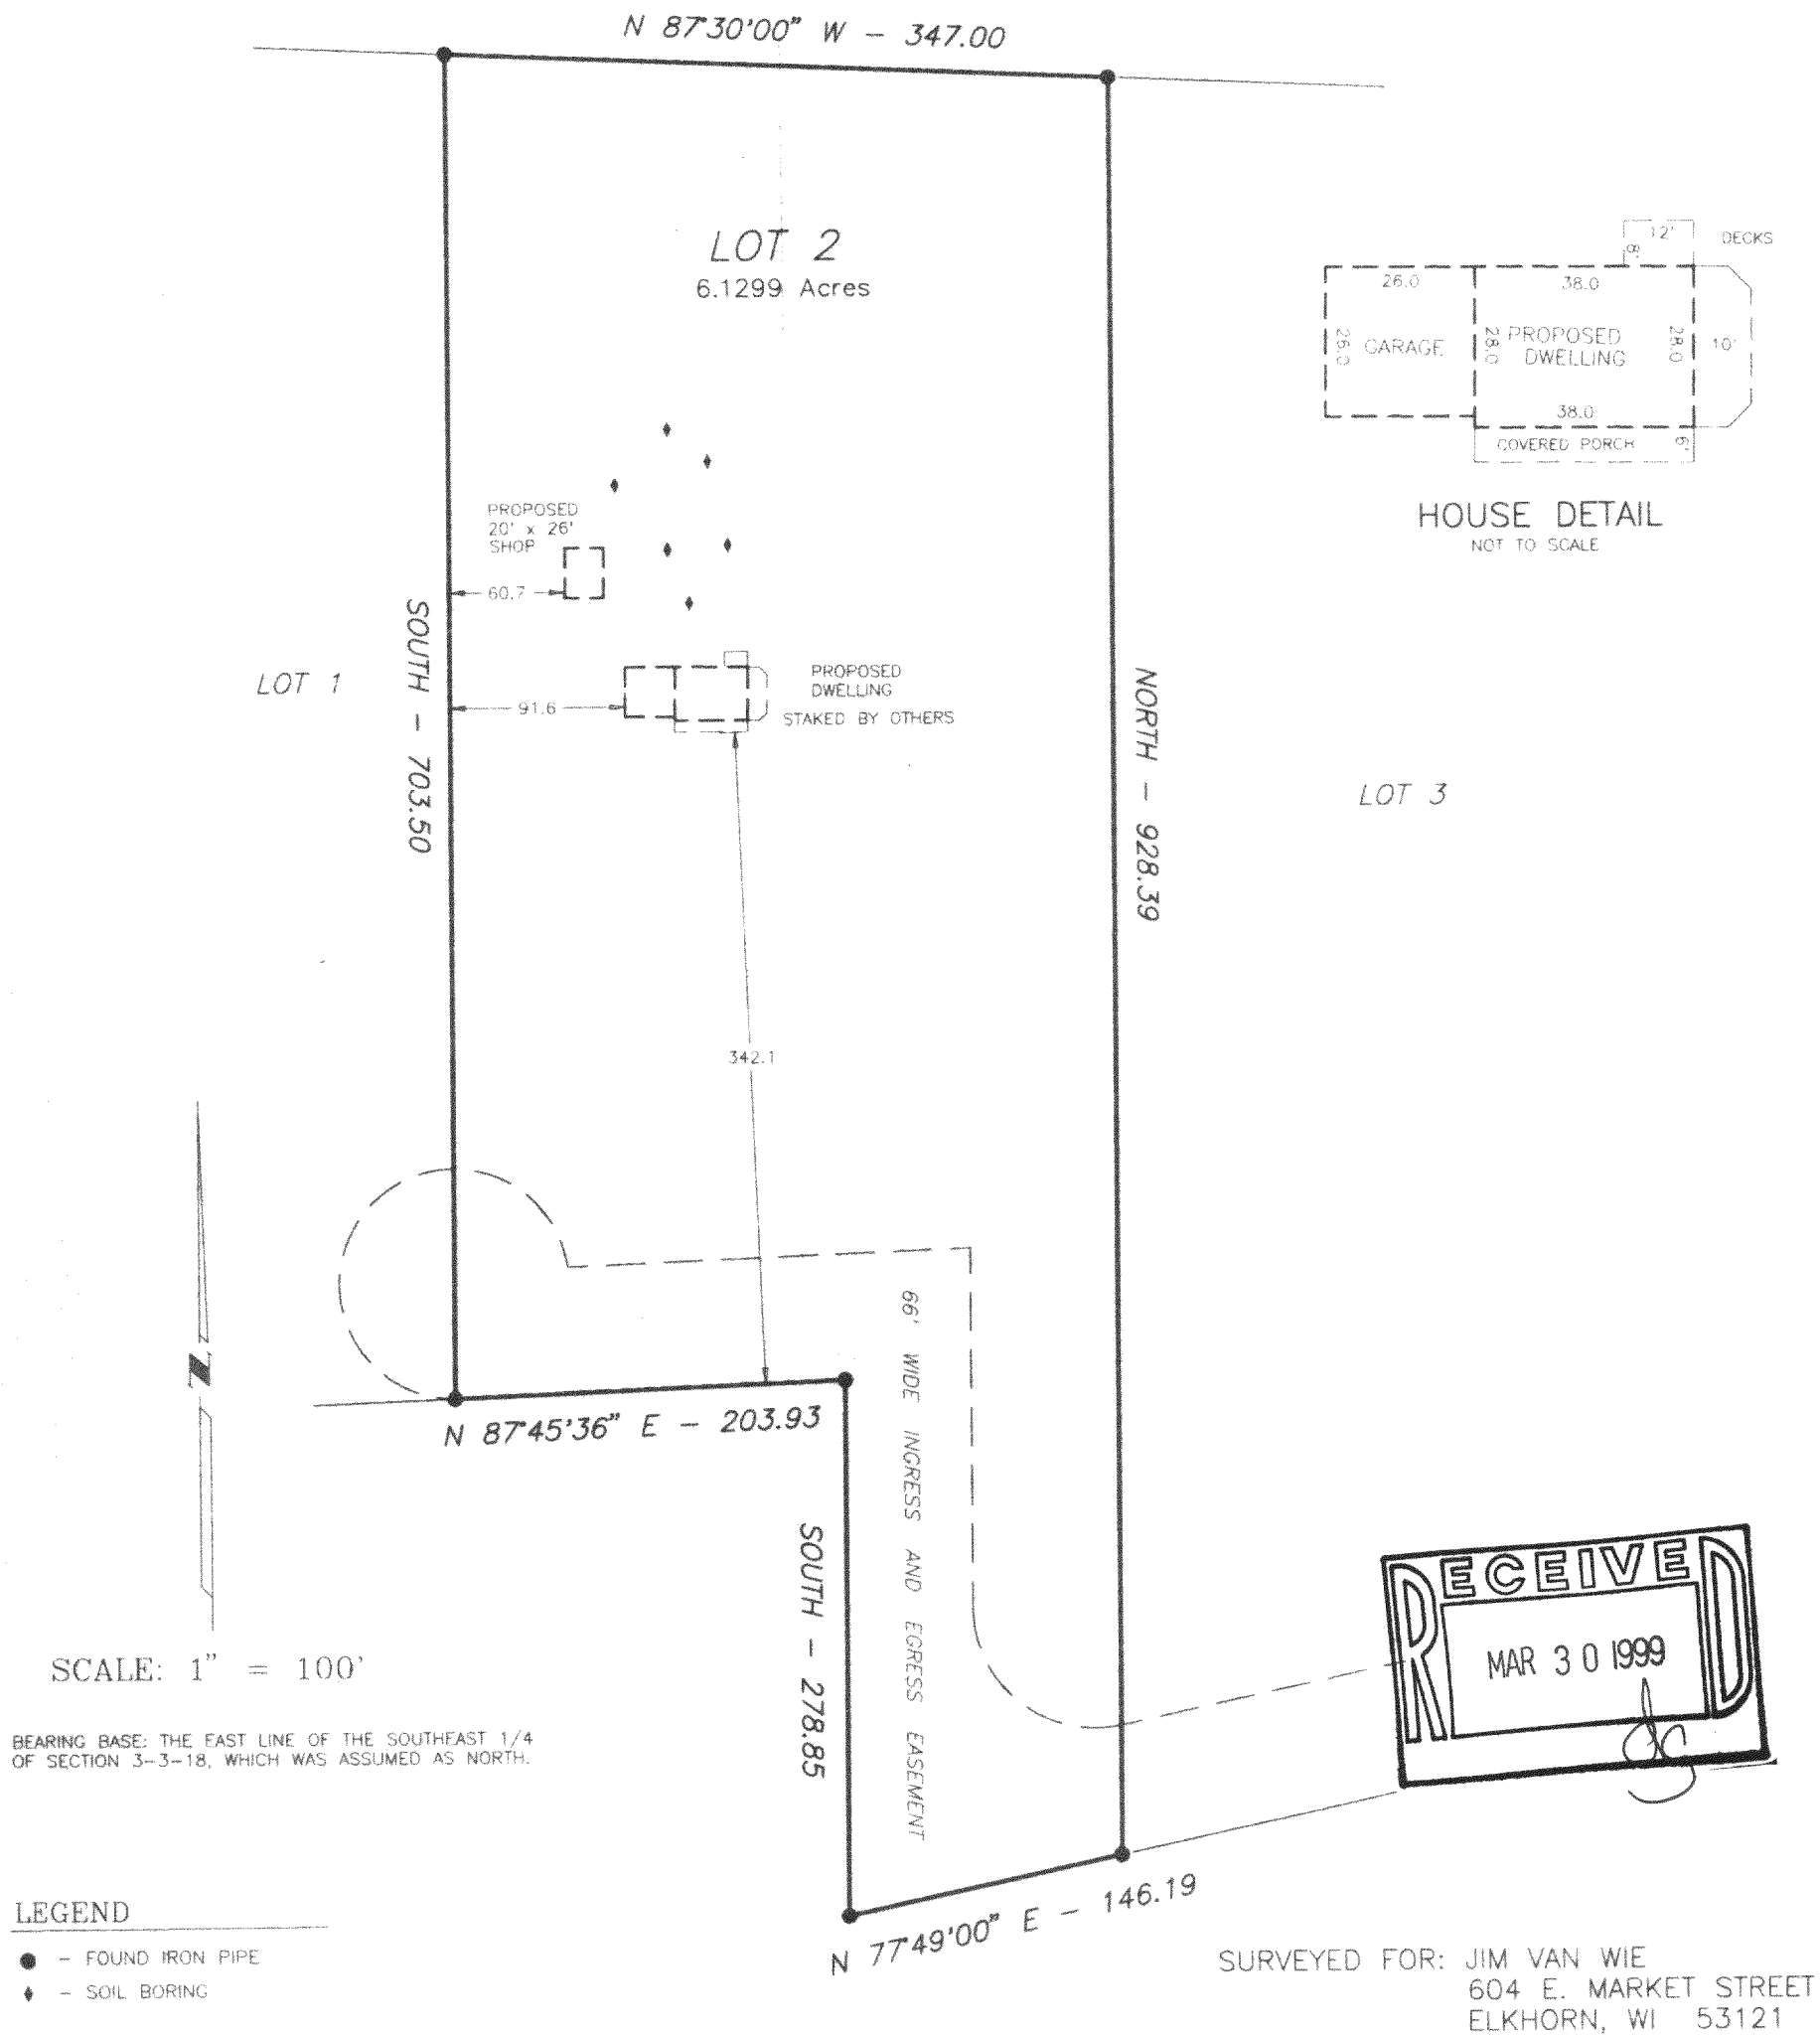 N 87°30'00" W - 347.00
LOT 2
6.1299 Acres
12'
8'
DECKS
26.0
38.0
26.0
GARAGE
28.0
PROPOSED
DWELLING
28.0
10'
38.0
COVERED PORCH
6'
HOUSE DETAIL
NOT TO SCALE
PROPOSED
20' x 26'
SHOP
60.7
SOUTH - 703.50
LOT 1
91.6
PROPOSED
DWELLING
STAKED BY OTHERS
NORTH - 928.39
LOT 3
342.1
N 87°45'36" E - 203.93
66' WIDE INGRESS AND EGRESS EASEMENT
SOUTH - 278.85
N
SCALE: 1" = 100'
BEARING BASE: THE EAST LINE OF THE SOUTHEAST 1/4
OF SECTION 3-3-18, WHICH WAS ASSUMED AS NORTH.
RECEIVED
MAR 30 1999
N 77°49'00" E - 146.19
LEGEND
- FOUND IRON PIPE
- SOIL BORING
SURVEYED FOR: JIM VAN WIE
604 E. MARKET STREET
ELKHORN, WI 53121